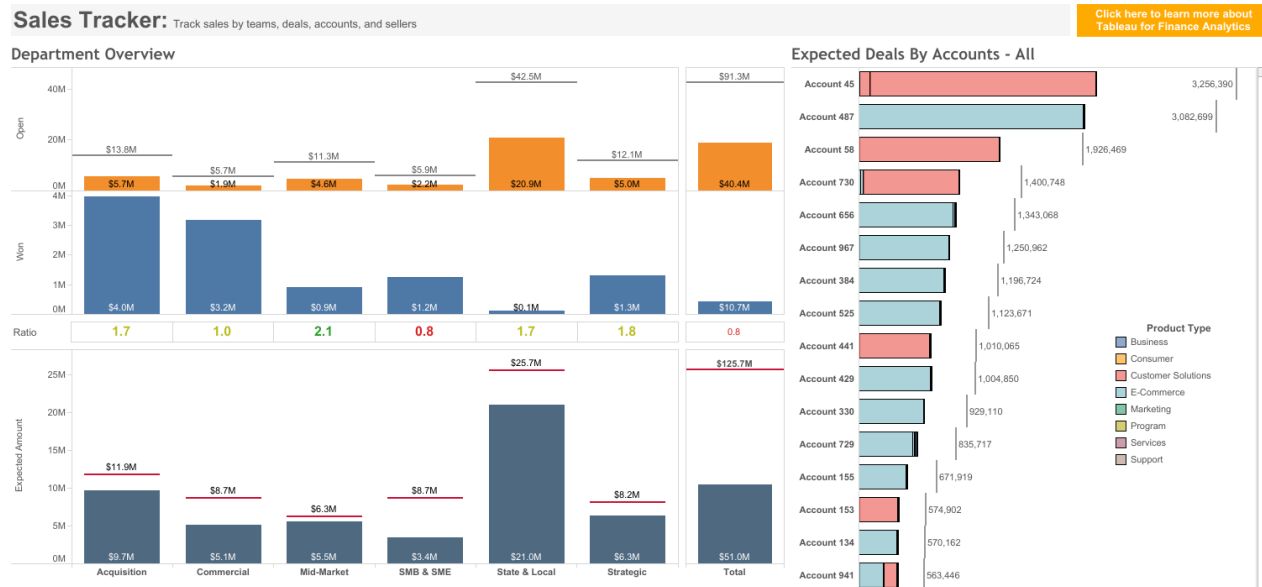 Sales Tracker: Track sales by teams, deals, accounts, and sellers
Click here to learn more about
Tableau for Finance Analytics
Department Overview
Open
40M
20M
0M
$13.8M
$5.7M
$11.3M
$5.9M
$42.5M
$12.1M
$91.3M
$5.7M
$1.9M
$4.6M
$2.2M
$20.9M
$5.0M
$40.4M
Won
4M
3M
2M
1M
0M
$4.0M
$3.2M
$0.9M
$1.2M
$0.1M
$1.3M
$10.7M
Ratio
1.7
1.0
2.1
0.8
1.7
1.8
0.8
Expected Amount
25M
20M
15M
10M
5M
0M
$11.9M
$8.7M
$6.3M
$8.7M
$25.7M
$8.2M
$125.7M
$9.7M
$5.1M
$5.5M
$3.4M
$21.0M
$6.3M
$51.0M
Acquisition
Commercial
Mid-Market
SMB & SME
State & Local
Strategic
Total
Expected Deals By Accounts - All
Account 45
3,256,390
Account 487
3,082,699
Account 58
1,926,469
Account 730
1,400,748
Account 656
1,343,068
Account 967
1,250,962
Account 384
1,196,724
Account 525
1,123,671
Account 441
1,010,065
Account 429
1,004,850
Account 330
929,110
Account 729
835,717
Account 155
671,919
Account 153
574,902
Account 134
570,162
Account 941
563,446
Product Type
Business
Consumer
Customer Solutions
E-Commerce
Marketing
Program
Services
Support